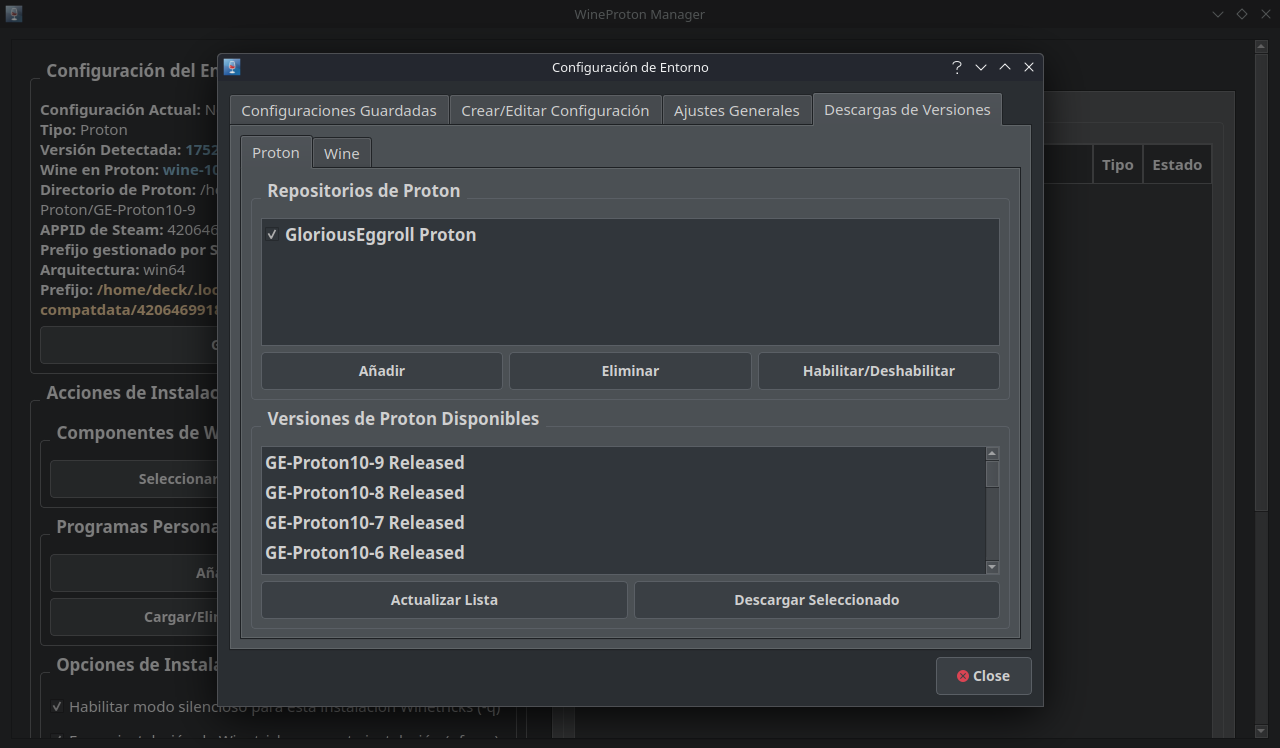 WineProton Manager
Configuración de Entorno
Configuraciones Guardadas
Crear/Editar Configuración
Ajustes Generales
Descargas de Versiones
Proton
Wine
Repositorios de Proton
GloriousEggroll Proton
Añadir
Eliminar
Habilitar/Deshabilitar
Versiones de Proton Disponibles
GE-Proton10-9 Released
GE-Proton10-8 Released
GE-Proton10-7 Released
GE-Proton10-6 Released
Actualizar Lista
Descargar Seleccionado
Close
Configuración del En
Configuración Actual: N
Tipo: Proton
Versión Detectada: 1752
Wine en Proton: wine-10
Directorio de Proton: /ho
Proton/GE-Proton10-9
APPID de Steam: 420646
Prefijo gestionado por S
Arquitectura: win64
Prefijo: /home/deck/.loc
compatdata/4206469918
Acciones de Instalac
Componentes de W
Seleccionar
Programas Persona
Aña
Cargar/Elin
Opciones de Instala
Habilitar modo silencioso para esta instalación Winetricks (-q)
Tipo
Estado